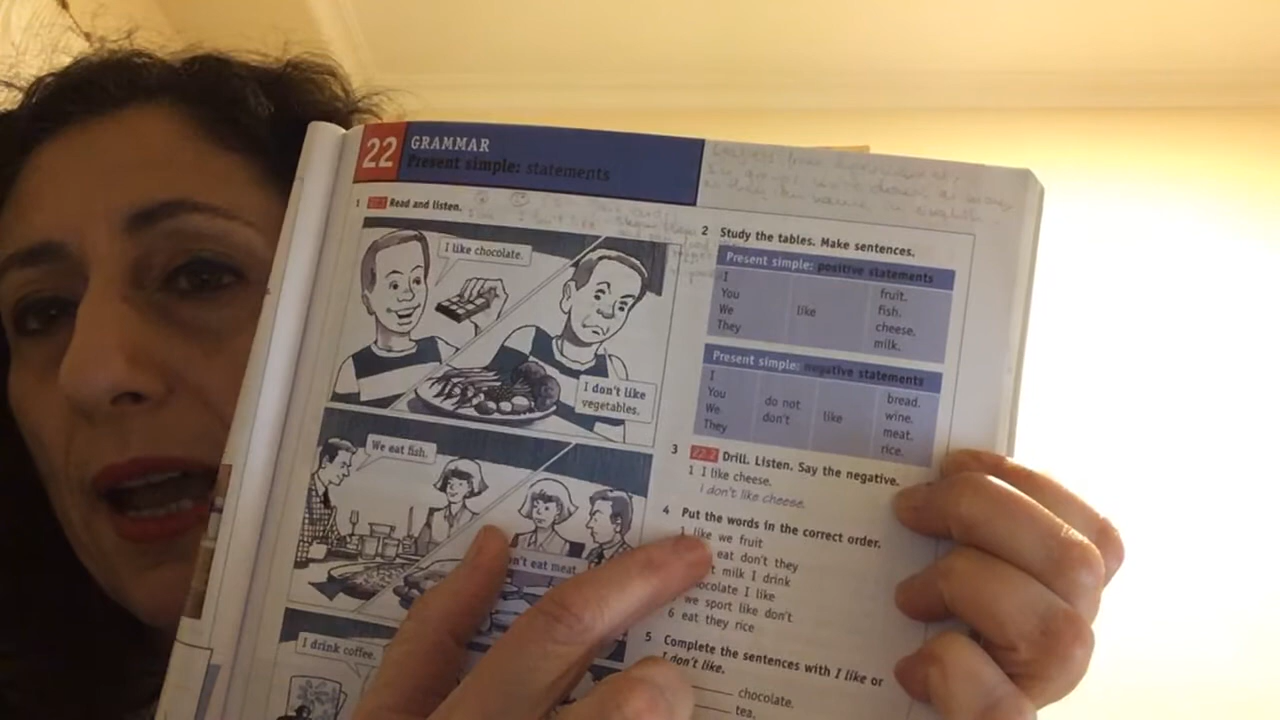 22 GRAMMAR
Present simple: statements
1 Read and listen.
I like chocolate.
I don't like
vegetables.
We eat fish.
n't eat meat
I drink coffee.
2 Study the tables. Make sentences.
Present simple: positive statements
I
You
We
They
like
fruit.
fish.
cheese.
milk.
Present simple: negative statements
I
You
We
They
do not
don't
like
bread.
wine.
meat.
rice.
3 22.2 Drill. Listen. Say the negative.
1 I like cheese.
I don't like cheese.
4 Put the words in the correct order.
1 like we fruit
eat don't they
t milk I drink
ocolate I like
we sport like don't
6 eat they rice
5 Complete the sentences with I like or
I don't like.
chocolate.
tea.